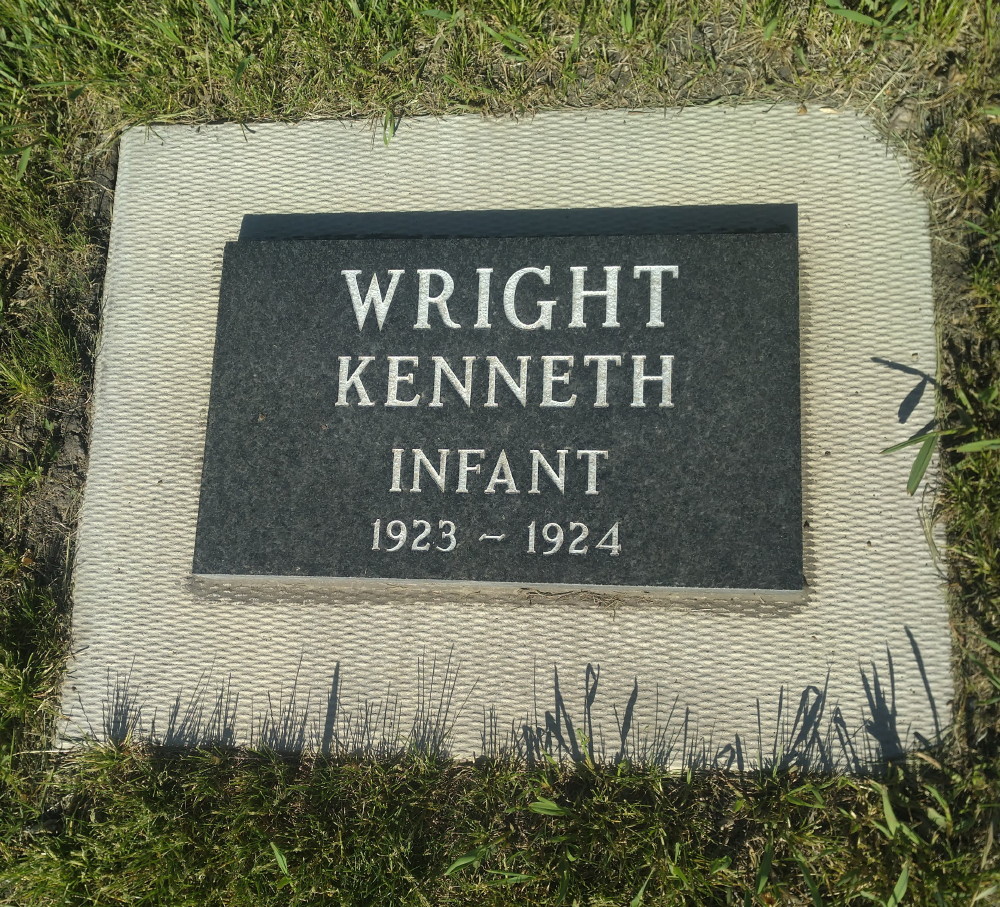 WRIGHT
KENNETH
INFANT
1923 ~ 1924